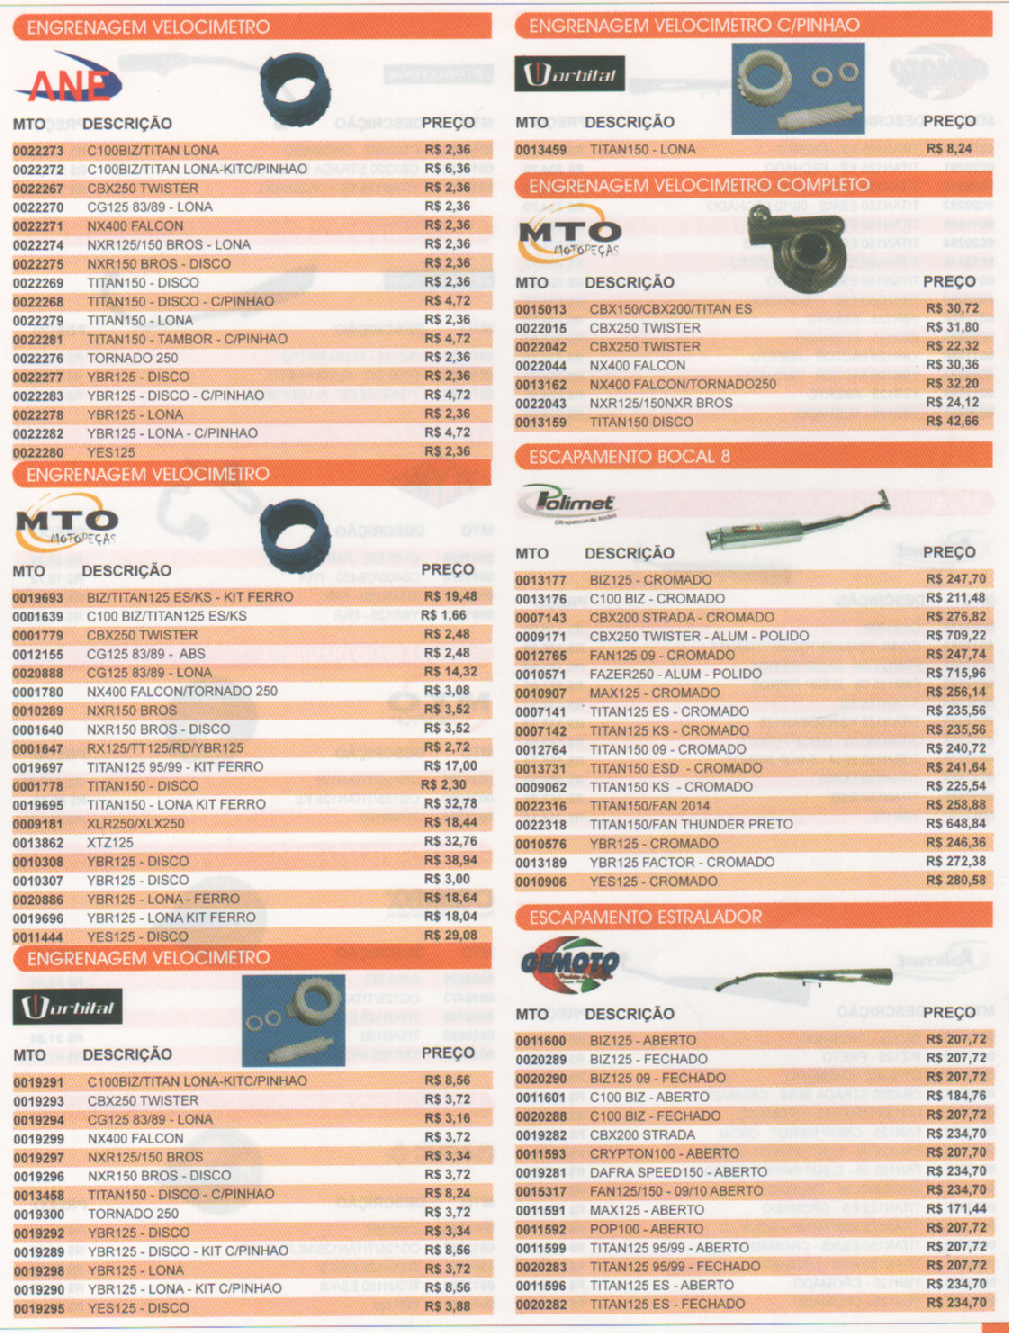 ENGRENAGEM VELOCIMETRO
ANE
MTO DESCRIÇÃO PREÇO
0022273 C100BIZ/TITAN LONA R$ 2,36
0022272 C100BIZ/TITAN LONA-KITC/PINHAO R$ 6,36
0022267 CBX250 TWISTER R$ 2,36
0022270 CG125 83/89 - LONA R$ 2,36
0022271 NX400 FALCON R$ 2,36
0022274 NXR125/150 BROS - LONA R$ 2,36
0022275 NXR150 BROS - DISCO R$ 2,36
0022269 TITAN150 - DISCO R$ 2,36
0022268 TITAN150 - DISCO - C/PINHAO R$ 4,72
0022279 TITAN150 - LONA R$ 2,36
0022281 TITAN150 - TAMBOR - C/PINHAO R$ 4,72
0022276 TORNADO 250 R$ 2,36
0022277 YBR125 - DISCO R$ 2,36
0022283 YBR125 - DISCO - C/PINHAO R$ 4,72
0022278 YBR125 - LONA R$ 2,36
0022282 YBR125 - LONA - C/PINHAO R$ 4,72
0022280 YES125 R$ 2,36
ENGRENAGEM VELOCIMETRO
MTO
MOTOPEÇAS
MTO DESCRIÇÃO PREÇO
0019693 BIZ/TITAN125 ES/KS - KIT FERRO R$ 19,48
0001639 C100 BIZ/TITAN125 ES/KS R$ 1,66
0001779 CBX250 TWISTER R$ 2,48
0012155 CG125 83/89 - ABS R$ 2,48
0020888 CG125 83/89 - LONA R$ 14,32
0001780 NX400 FALCON/TORNADO 250 R$ 3,08
0010289 NXR150 BROS R$ 3,52
0001640 NXR150 BROS - DISCO R$ 3,52
0001647 RX125/TT125/RD/YBR125 R$ 2,72
0019697 TITAN125 95/99 - KIT FERRO R$ 17,00
0001778 TITAN150 - DISCO R$ 2,30
0019695 TITAN150 - LONA KIT FERRO R$ 32,78
0009181 XLR250/XLX250 R$ 18,44
0013862 XTZ125 R$ 32,76
0010308 YBR125 - DISCO R$ 38,94
0010307 YBR125 - DISCO R$ 3,00
0020886 YBR125 - LONA - FERRO R$ 18,64
0019696 YBR125 - LONA KIT FERRO R$ 18,04
0011444 YES125 - DISCO R$ 29,08
ENGRENAGEM VELOCIMETRO
orbital
MTO DESCRIÇÃO PREÇO
0019291 C100BIZ/TITAN LONA-KITC/PINHAO R$ 8,56
0019293 CBX250 TWISTER R$ 3,72
0019294 CG125 83/89 - LONA R$ 3,16
0019299 NX400 FALCON R$ 3,72
0019297 NXR125/150 BROS R$ 3,34
0019296 NXR150 BROS - DISCO R$ 3,72
0013458 TITAN150 - DISCO - C/PINHAO R$ 8,24
0019300 TORNADO 250 R$ 3,72
0019292 YBR125 - DISCO R$ 3,34
0019289 YBR125 - DISCO - KIT C/PINHAO R$ 8,56
0019298 YBR125 - LONA R$ 3,72
0019290 YBR125 - LONA - KIT C/PINHAO R$ 8,56
0019295 YES125 - DISCO R$ 3,88
ENGRENAGEM VELOCIMETRO C/PINHAO
orbital
MTO DESCRIÇÃO PREÇO
0013459 TITAN150 - LONA R$ 8,24
ENGRENAGEM VELOCIMETRO COMPLETO
MTO
MOTOPEÇAS
MTO DESCRIÇÃO PREÇO
0015013 CBX150/CBX200/TITAN ES R$ 30,72
0022015 CBX250 TWISTER R$ 31,80
0022042 CBX250 TWISTER R$ 22,32
0022044 NX400 FALCON R$ 30,36
0013162 NX400 FALCON/TORNADO250 R$ 32,20
0022043 NXR125/150NXR BROS R$ 24,12
0013159 TITAN150 DISCO R$ 42,66
ESCAPAMENTO BOCAL 8
Polimet
MTO DESCRIÇÃO PREÇO
0013177 BIZ125 - CROMADO R$ 247,70
0013176 C100 BIZ - CROMADO R$ 211,48
0007143 CBX200 STRADA - CROMADO R$ 276,82
0009171 CBX250 TWISTER - ALUM - POLIDO R$ 709,22
0012765 FAN125 09 - CROMADO R$ 247,74
0010571 FAZER250 - ALUM - POLIDO R$ 715,96
0010907 MAX125 - CROMADO R$ 256,14
0007141 TITAN125 ES - CROMADO R$ 235,56
0007142 TITAN125 KS - CROMADO R$ 235,56
0012764 TITAN150 09 - CROMADO R$ 240,72
0013731 TITAN150 ESD - CROMADO R$ 241,64
0009062 TITAN150 KS - CROMADO R$ 225,54
0022316 TITAN150/FAN 2014 R$ 258,88
0022318 TITAN150/FAN THUNDER PRETO R$ 648,84
0010576 YBR125 - CROMADO R$ 246,36
0013189 YBR125 FACTOR - CROMADO R$ 272,38
0010906 YES125 - CROMADO R$ 280,58
ESCAPAMENTO ESTRALADOR
GEMOTO
MTO DESCRIÇÃO PREÇO
0011600 BIZ125 - ABERTO R$ 207,72
0020289 BIZ125 - FECHADO R$ 207,72
0020290 BIZ125 09 - FECHADO R$ 207,72
0011601 C100 BIZ - ABERTO R$ 184,76
0020288 C100 BIZ - FECHADO R$ 207,72
0019282 CBX200 STRADA R$ 234,70
0011593 CRYPTON100 - ABERTO R$ 207,70
0019281 DAFRA SPEED150 - ABERTO R$ 234,70
0015317 FAN125/150 - 09/10 ABERTO R$ 234,70
0011591 MAX125 - ABERTO R$ 171,44
0011592 POP100 - ABERTO R$ 207,72
0011599 TITAN125 95/99 - ABERTO R$ 207,72
0020283 TITAN125 95/99 - FECHADO R$ 207,72
0011596 TITAN125 ES - ABERTO R$ 234,70
0020282 TITAN125 ES - FECHADO R$ 234,70